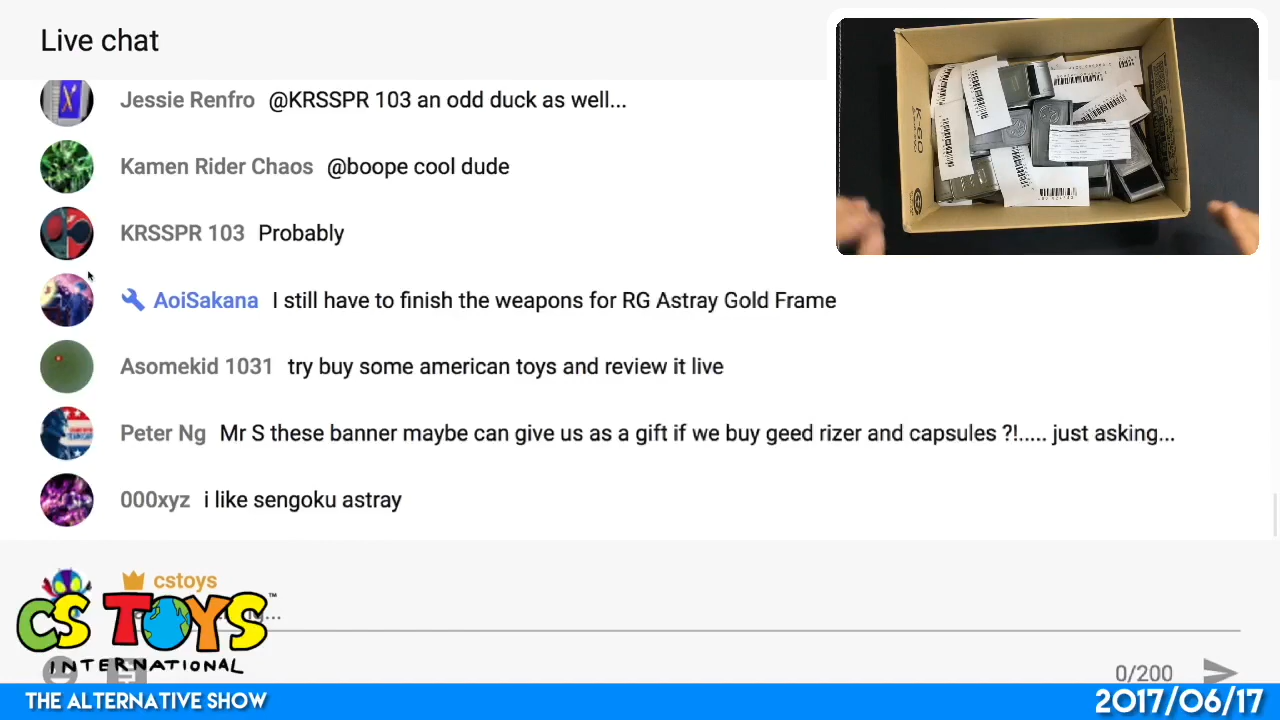 Live chat
Jessie Renfro @KRSSPR 103 an odd duck as well...
Kamen Rider Chaos @boope cool dude
KRSSPR 103 Probably
AoiSakana I still have to finish the weapons for RG Astray Gold Frame
Asomekid 1031 try buy some american toys and review it live
Peter Ng Mr S these banner maybe can give us as a gift if we buy geed rizer and capsules ?!..... just asking...
000xyz i like sengoku astray
cstoys
CS TOYS™
INTERNATIONAL
0/200
THE ALTERNATIVE SHOW
2017/06/17
K-60